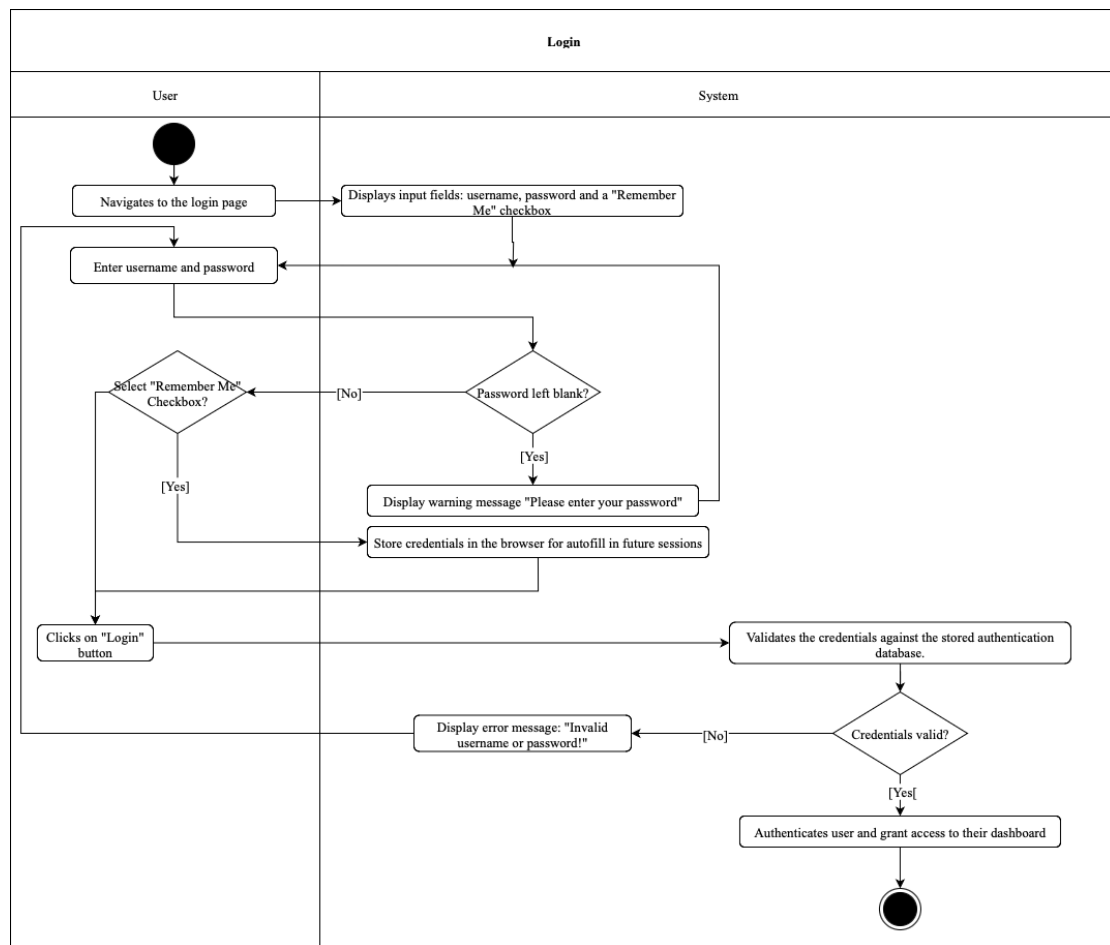 Login
User
System
Navigates to the login page
Displays input fields: username, password and a "Remember
Me" checkbox
Enter username and password
Select "Remember Me"
Checkbox?
[No]
Password left blank?
[Yes]
[Yes]
Display warning message "Please enter your password"
Store credentials in the browser for autofill in future sessions
Clicks on "Login"
button
Validates the credentials against the stored authentication
database.
Display error message: "Invalid
username or password!"
[No]
Credentials valid?
[Yes[
Authenticates user and grant access to their dashboard